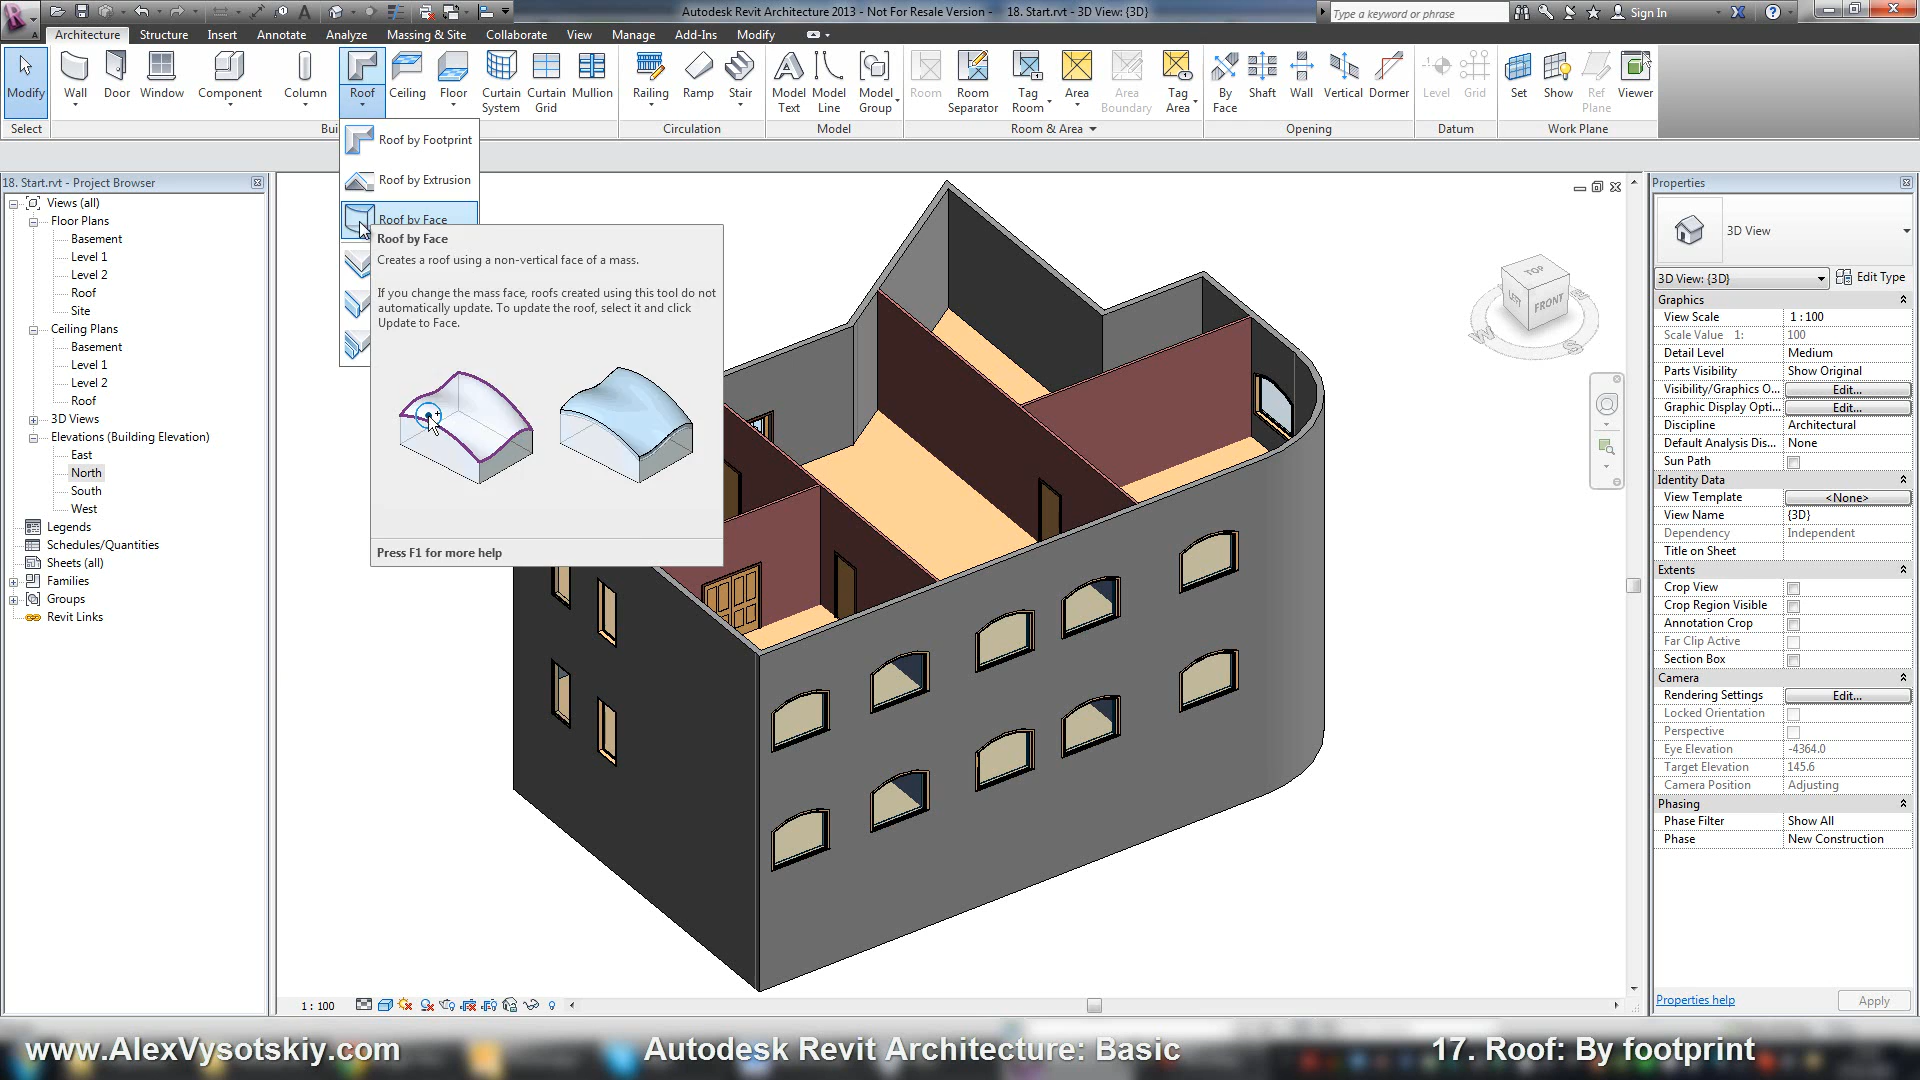 Autodesk Revit Architecture 2013 - Not For Resale Version - 18. Start.rvt - 3D View: {3D}
Type a keyword or phrase
Sign In
Architecture Structure Insert Annotate Analyze Massing & Site Collaborate View Manage Add-Ins Modify
Modify Wall Door Window Component Column Roof Ceiling Floor Curtain System Curtain Grid Mullion Railing Ramp Stair Model Text Model Line Model Group Room Room Separator Tag Room Area Area Boundary Tag Area By Face Shaft Wall Vertical Dormer Level Grid Set Show Ref Plane Viewer
Select Circulation Model Room & Area Opening Datum Work Plane
Roof by Footprint
Roof by Extrusion
Roof by Face
Roof by Face
Creates a roof using a non-vertical face of a mass.
If you change the mass face, roofs created using this tool do not
automatically update. To update the roof, select it and click
Update to Face.
Press F1 for more help
18. Start.rvt - Project Browser
Views (all)
Floor Plans
Basement
Level 1
Level 2
Roof
Site
Ceiling Plans
Basement
Level 1
Level 2
Roof
3D Views
Elevations (Building Elevation)
East
North
South
West
Legends
Schedules/Quantities
Sheets (all)
Families
Groups
Revit Links
TOP
LEFT
FRONT
W
S
1 : 100
Properties
3D View
3D View: {3D}
Edit Type
Graphics
View Scale 1 : 100
Scale Value 1: 100
Detail Level Medium
Parts Visibility Show Original
Visibility/Graphics O... Edit...
Graphic Display Opti... Edit...
Discipline Architectural
Default Analysis Dis... None
Sun Path
Identity Data
View Template <None>
View Name {3D}
Dependency Independent
Title on Sheet
Extents
Crop View
Crop Region Visible
Annotation Crop
Far Clip Active
Section Box
Camera
Rendering Settings Edit...
Locked Orientation
Perspective
Eye Elevation -4364.0
Target Elevation 145.6
Camera Position Adjusting
Phasing
Phase Filter Show All
Phase New Construction
Properties help
Apply
www.AlexVysotskiy.com
Autodesk Revit Architecture: Basic
17. Roof: By footprint